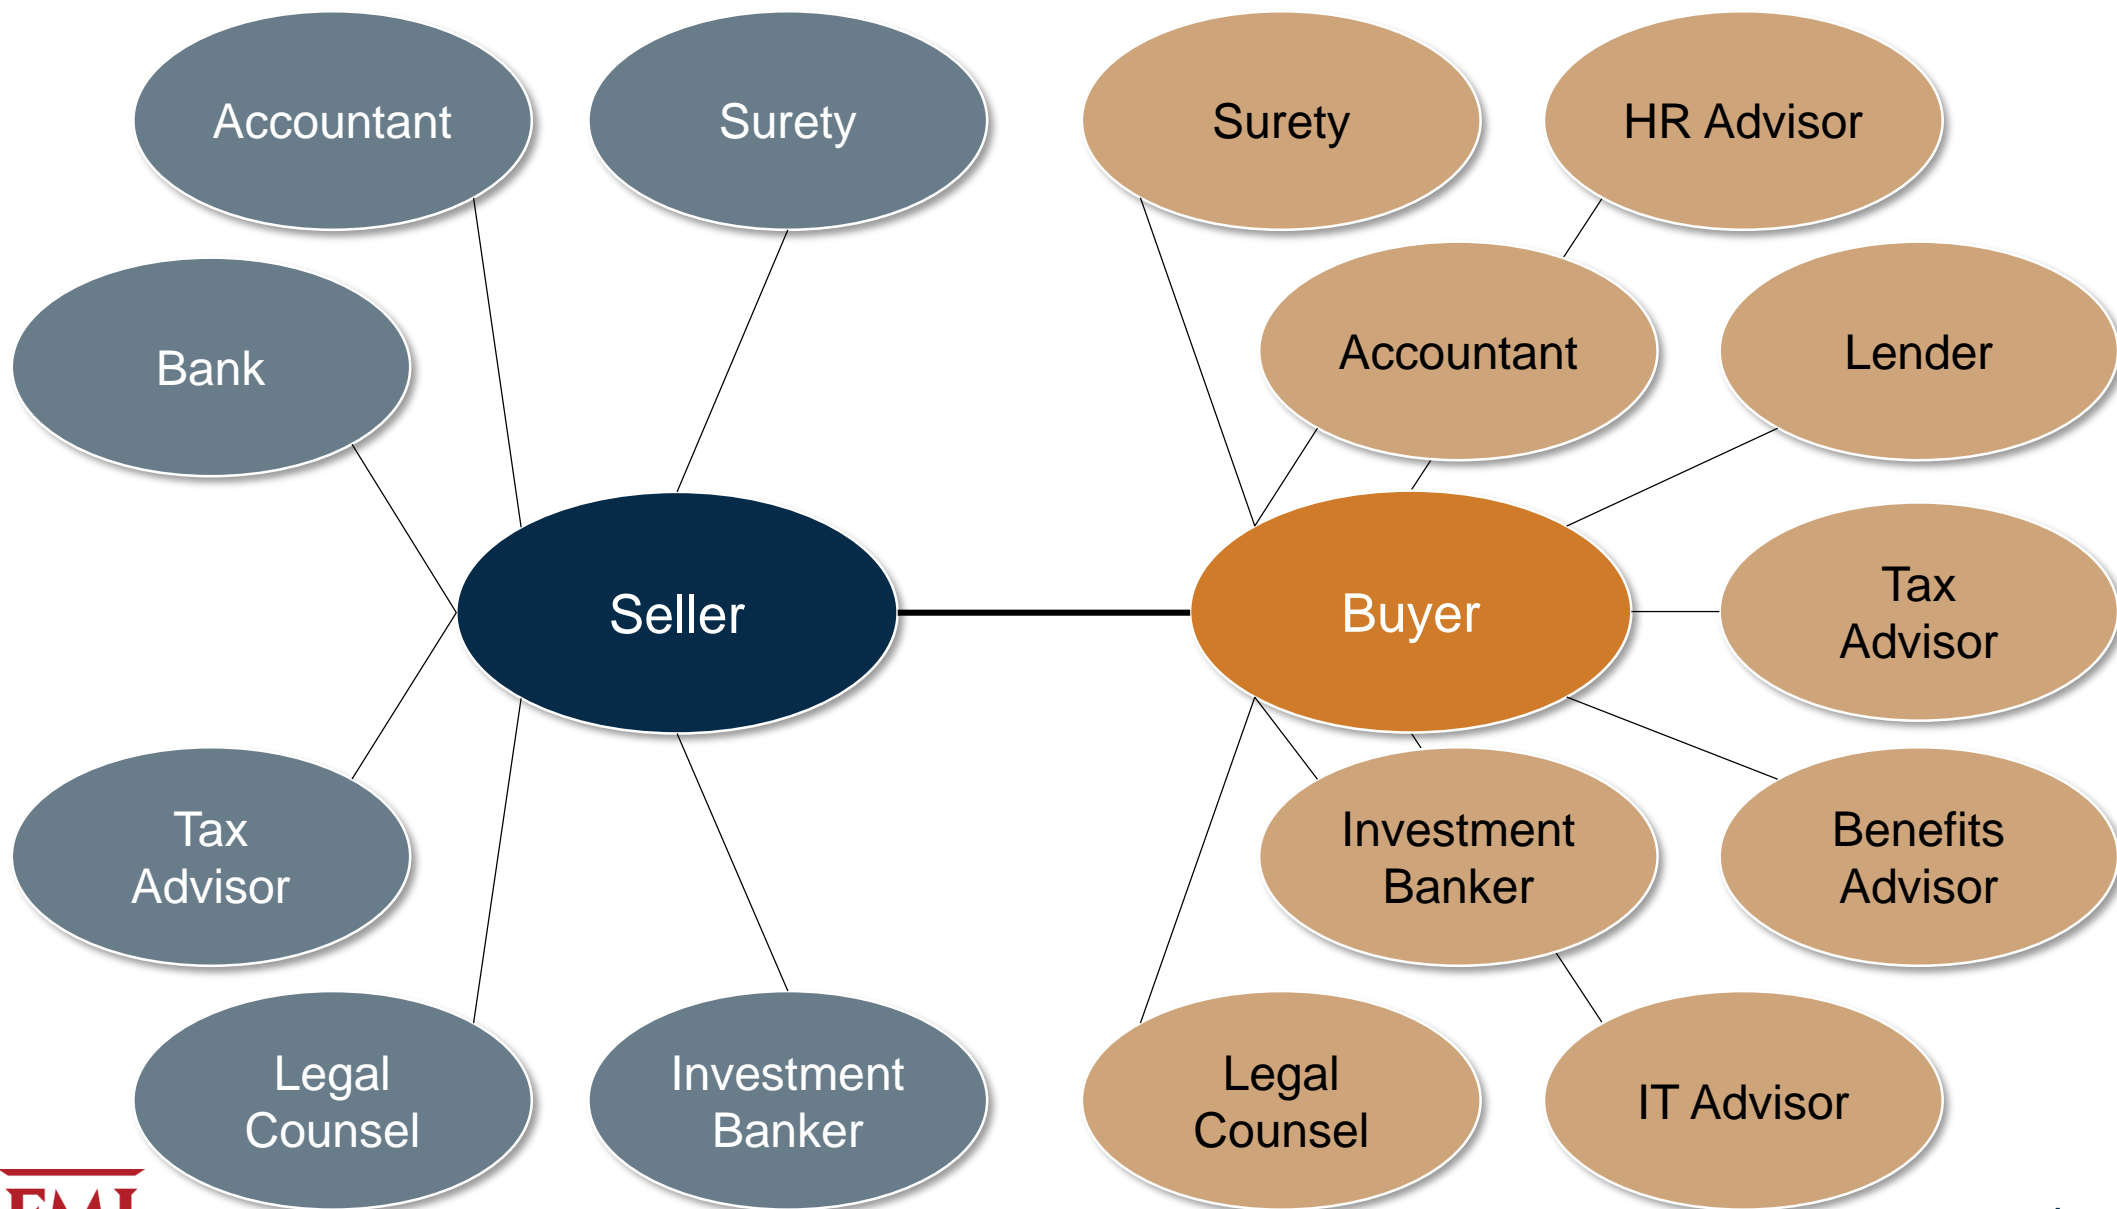 Accountant
Surety
Surety
HR Advisor
Bank
Accountant
Lender
Seller
Buyer
Tax
Advisor
Tax
Advisor
Investment
Banker
Benefits
Advisor
Legal
Counsel
Investment
Banker
Legal
Counsel
IT Advisor
FMI